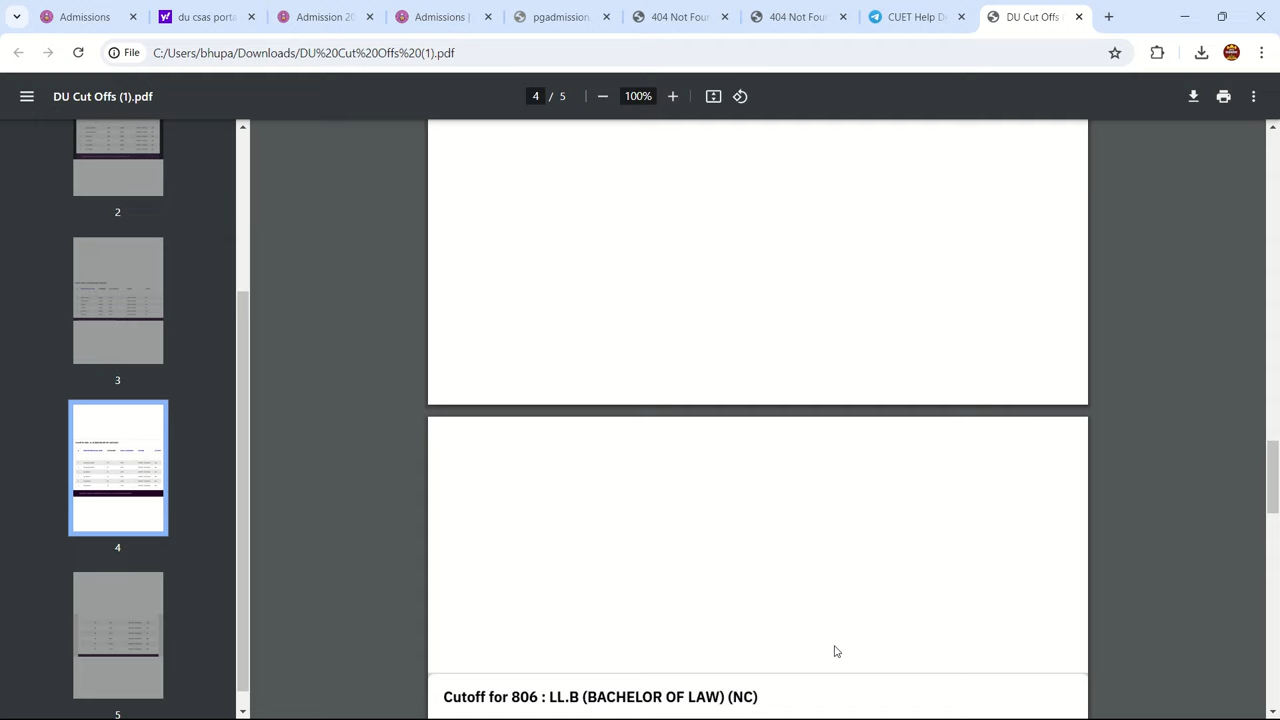 Admissions |
du csas porta
Admission 20
Admissions |
pgadmission.
404 Not Foun
404 Not Foun
CUET Help D
DU Cut Offs
File
C:/Users/bhupa/Downloads/DU%20Cut%20Offs%20(1).pdf
DU Cut Offs (1).pdf
4 / 5
100%
2
3
4
5
Cutoff for 806 : LL.B (BACHELOR OF LAW) (NC)